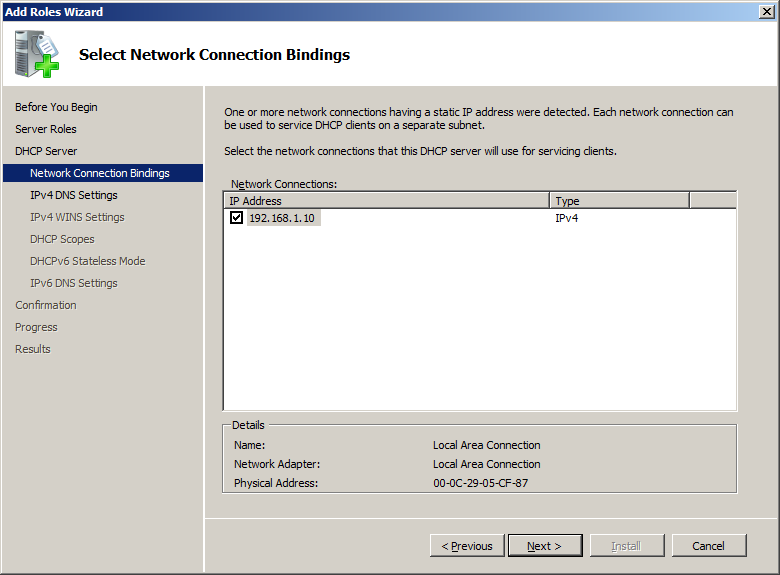 Add Roles Wizard
Select Network Connection Bindings
Before You Begin
Server Roles
DHCP Server
Network Connection Bindings
IPv4 DNS Settings
IPv4 WINS Settings
DHCP Scopes
DHCPv6 Stateless Mode
IPv6 DNS Settings
Confirmation
Progress
Results
One or more network connections having a static IP address were detected. Each network connection can
be used to service DHCP clients on a separate subnet.
Select the network connections that this DHCP server will use for servicing clients.
Network Connections:
IP Address Type
192.168.1.10 IPv4
Details
Name: Local Area Connection
Network Adapter: Local Area Connection
Physical Address: 00-0C-29-05-CF-87
< Previous Next > Install Cancel